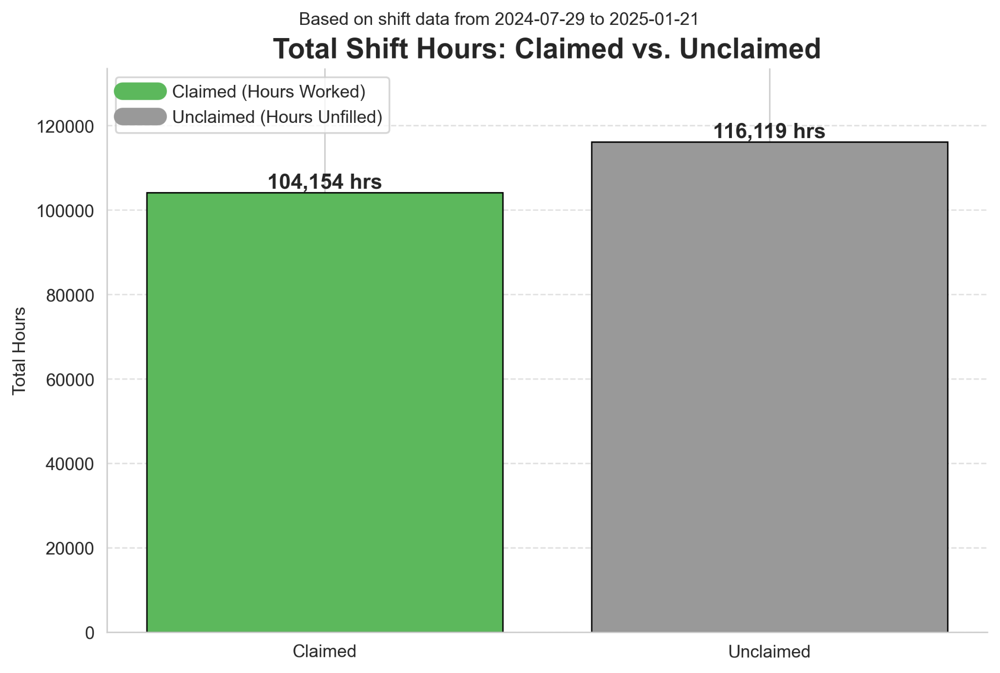 Based on shift data from 2024-07-29 to 2025-01-21
Total Shift Hours: Claimed vs. Unclaimed
Claimed (Hours Worked)
Unclaimed (Hours Unfilled)
120000
100000
80000
60000
40000
20000
0
Total Hours
104,154 hrs
116,119 hrs
Claimed
Unclaimed